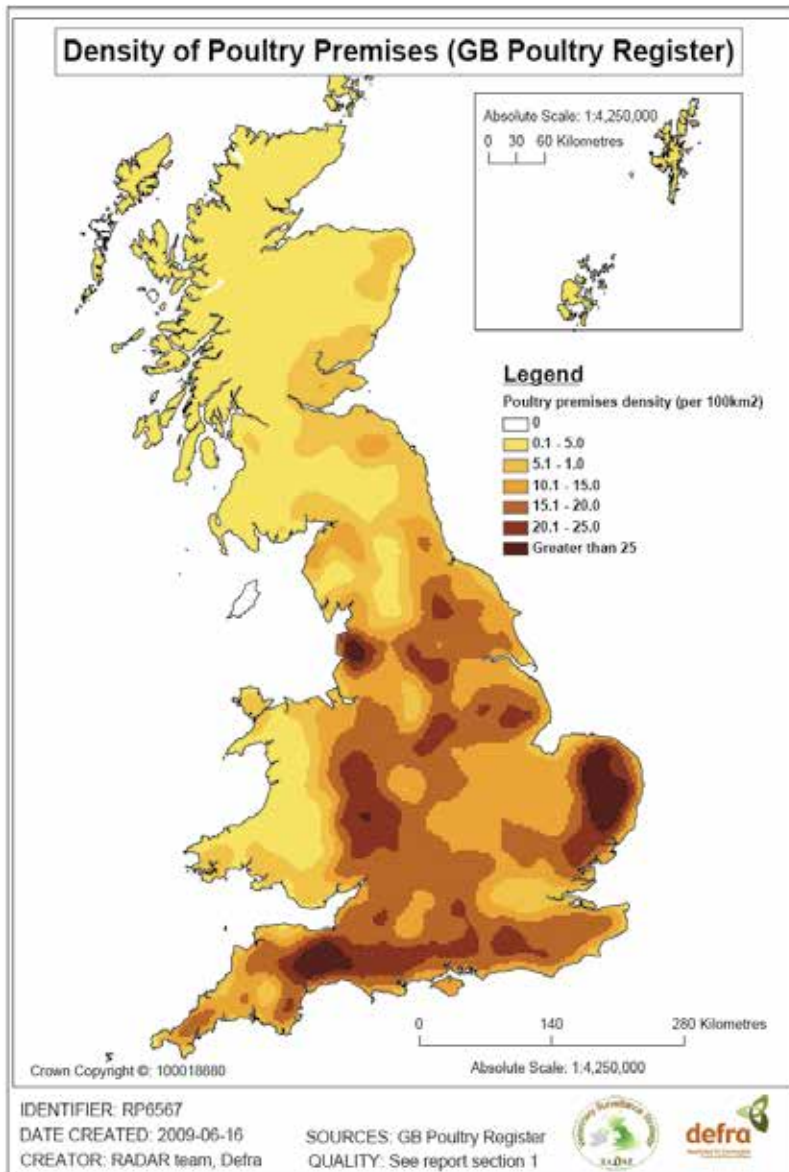 Density of Poultry Premises (GB Poultry Register)
Absolute Scale: 1:4,250,000
0 30 60 Kilometres
Legend
Poultry premises density (per 100km2)
0
0.1 - 5.0
5.1 - 1.0
10.1 - 15.0
15.1 - 20.0
20.1 - 25.0
Greater than 25
0 140 280 Kilometres
Absolute Scale: 1:4,250,000
Crown Copyright ©: 100018880
IDENTIFIER: RP6567
DATE CREATED: 2009-06-16
CREATOR: RADAR team, Defra
SOURCES: GB Poultry Register
QUALITY: See report section 1
RADAR
defra